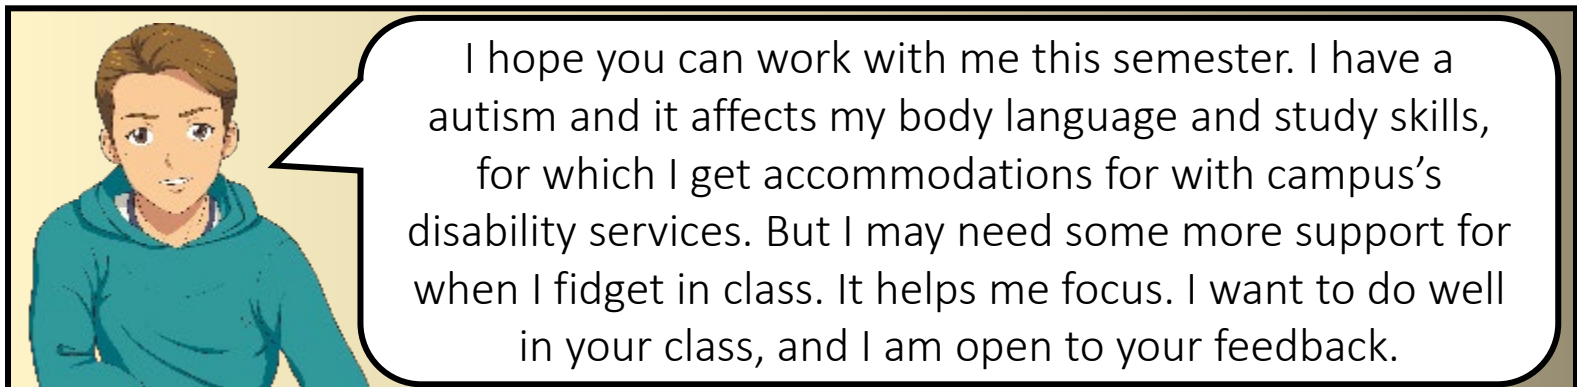 I hope you can work with me this semester. I have a
autism and it affects my body language and study skills,
for which I get accommodations for with campus’s
disability services. But I may need some more support for
when I fidget in class. It helps me focus. I want to do well
in your class, and I am open to your feedback.